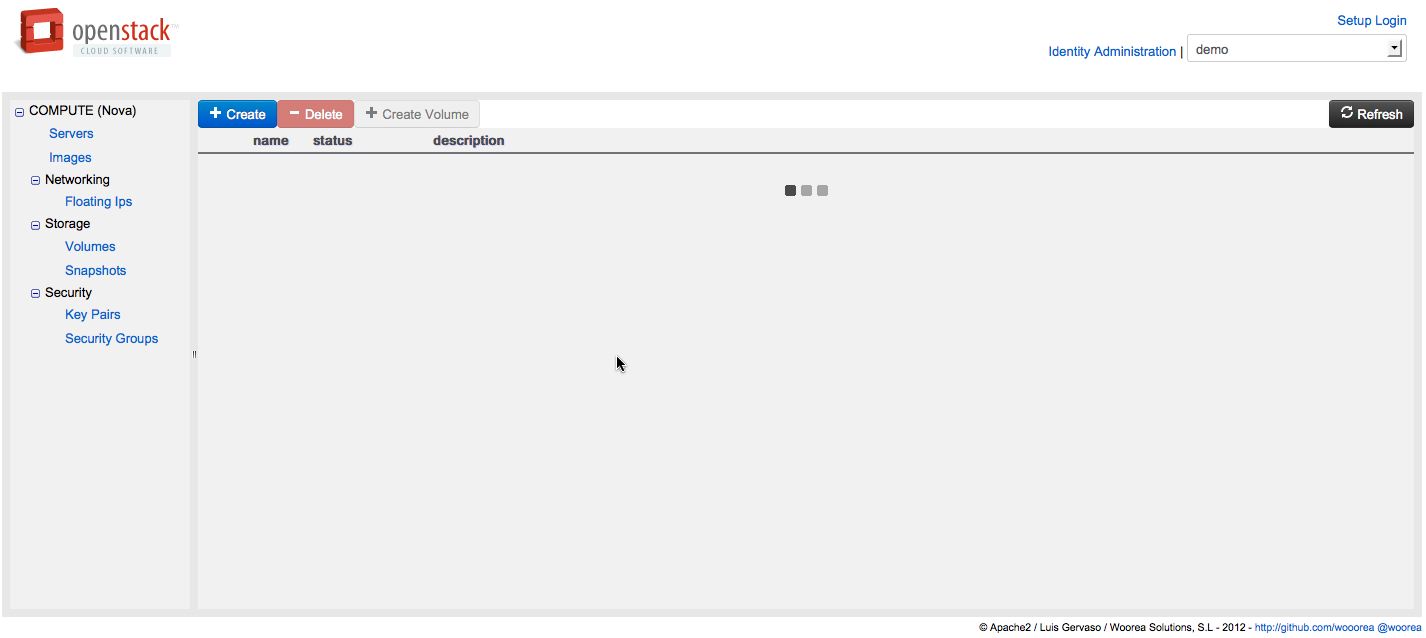 openstack
CLOUD SOFTWARE
Setup Login
Identity Administration | demo
COMPUTE (Nova)
Servers
Images
Networking
Floating Ips
Storage
Volumes
Snapshots
Security
Key Pairs
Security Groups
Create Delete Create Volume Refresh
name status description
© Apache2 / Luis Gervaso / Woorea Solutions, S.L - 2012 - http://github.com/wooorea @woorea